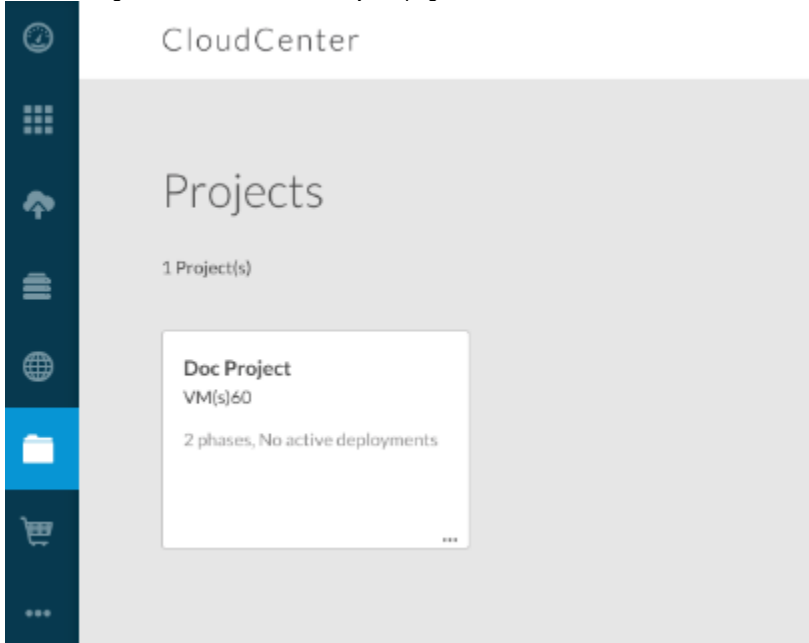 CloudCenter
Projects
1 Project(s)
Doc Project
VM(s)60
2 phases, No active deployments